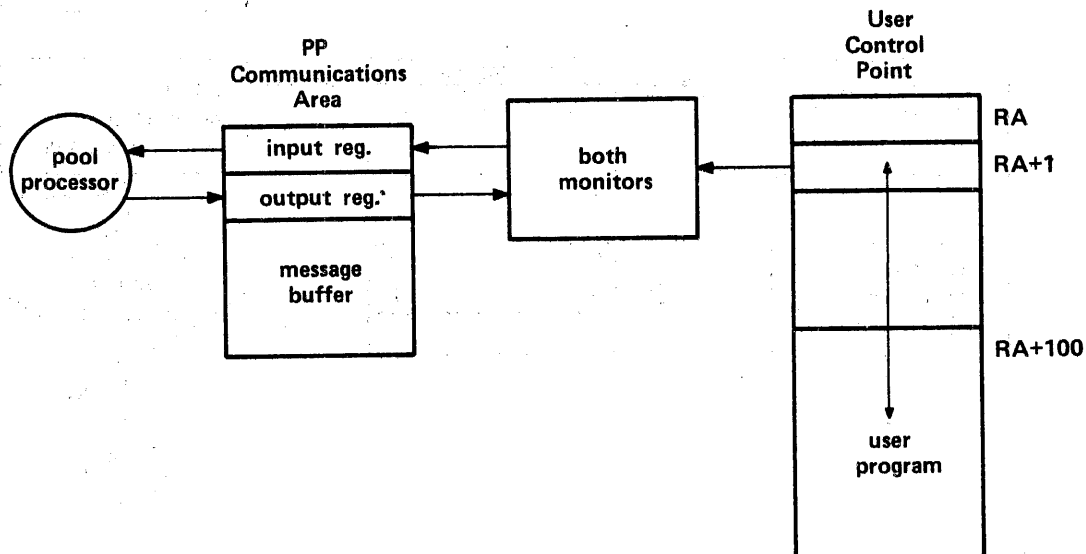 PP
Communications
Area
User
Control
Point
pool
processor
input reg.
output reg.
message
buffer
both
monitors
RA
RA+1
RA+100
user
program